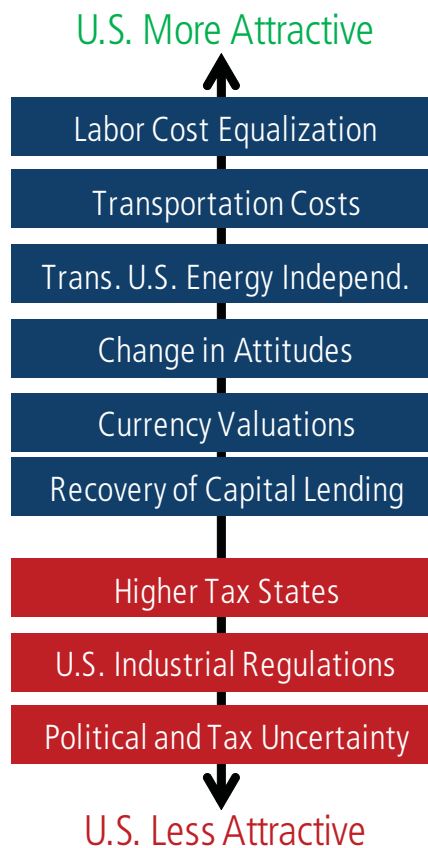 U.S. More Attractive
Labor Cost Equalization
Transportation Costs
Trans. U.S. Energy Independ.
Change in Attitudes
Currency Valuations
Recovery of Capital Lending
Higher Tax States
U.S. Industrial Regulations
Political and Tax Uncertainty
U.S. Less Attractive